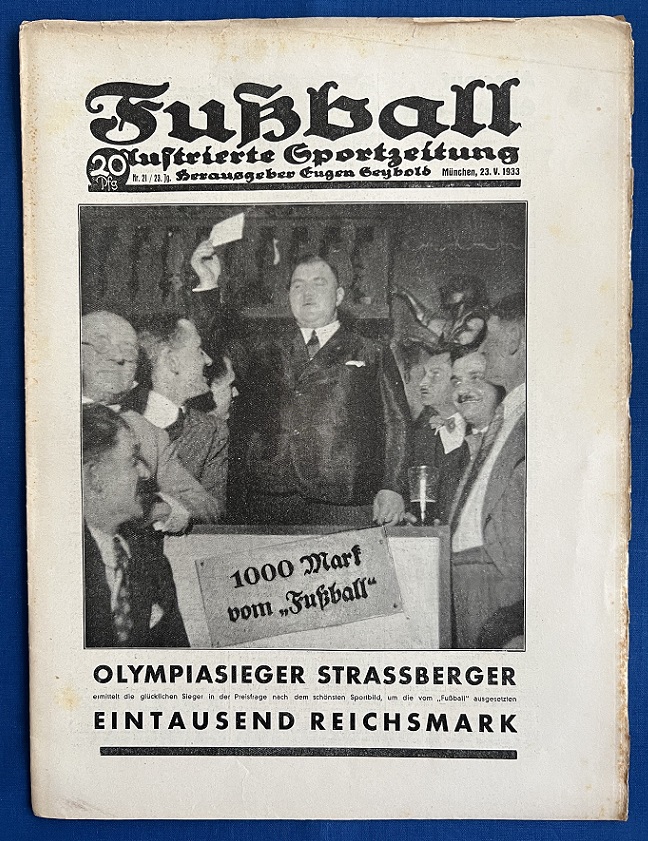 Fußball
Illustrierte Sportzeitung
20 Pfg
Nr. 21 / 23. Jg. Herausgeber Eugen Seybold München, 23. V. 1933
1000 Mark
vom „Fußball“
OLYMPIASIEGER STRASSBERGER
ermittelt die glücklichen Sieger in der Preisfrage nach dem schönsten Sportbild, um die vom „Fußball“ ausgesetzten
EINTAUSEND REICHSMARK